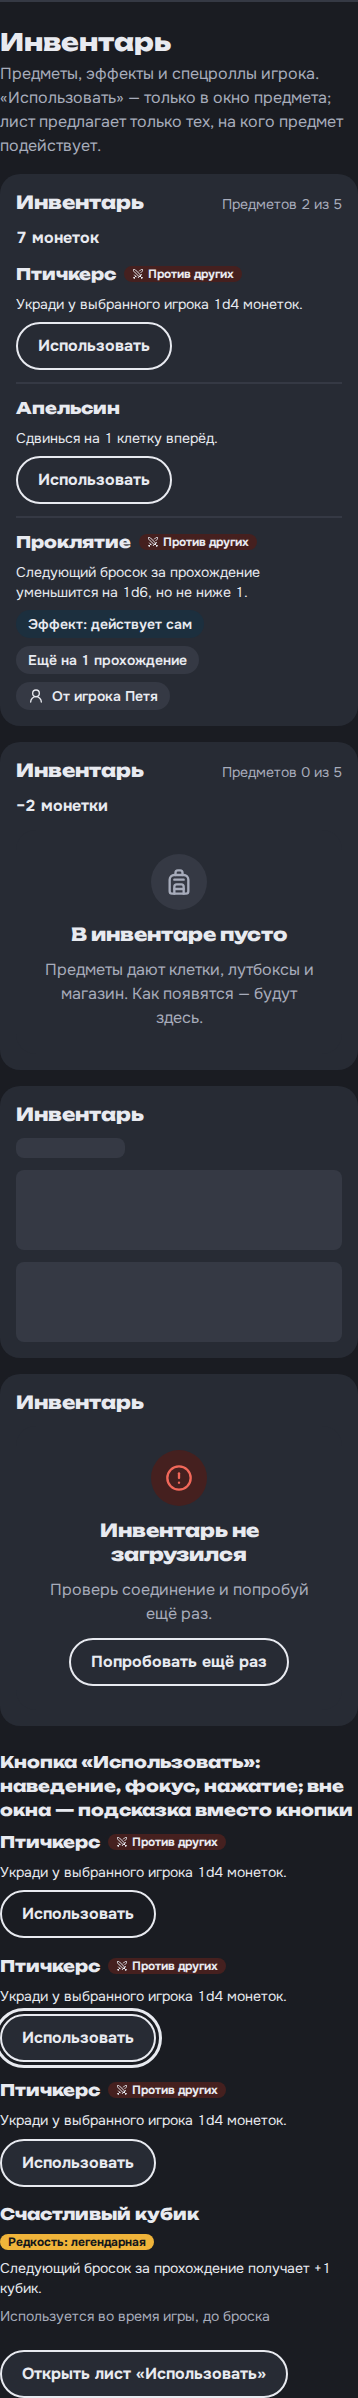 Инвентарь
Предметы, эффекты и спецроллы игрока.
«Использовать» — только в окно предмета;
лист предлагает только тех, на кого предмет
подействует.
Инвентарь
Предметов 2 из 5
7 монеток
Птичкерс
Против других
Укради у выбранного игрока 1d4 монеток.
Использовать
Апельсин
Сдвинься на 1 клетку вперёд.
Использовать
Проклятие
Против других
Следующий бросок за прохождение
уменьшится на 1d6, но не ниже 1.
Эффект: действует сам
Ещё на 1 прохождение
От игрока Петя
Инвентарь
Предметов 0 из 5
−2 монетки
В инвентаре пусто
Предметы дают клетки, лутбоксы и
магазин. Как появятся — будут
здесь.
Инвентарь
Инвентарь
Инвентарь не
загрузился
Проверь соединение и попробуй
ещё раз.
Попробовать ещё раз
Кнопка «Использовать»:
наведение, фокус, нажатие; вне
окна — подсказка вместо кнопки
Птичкерс
Против других
Укради у выбранного игрока 1d4 монеток.
Использовать
Птичкерс
Против других
Укради у выбранного игрока 1d4 монеток.
Использовать
Птичкерс
Против других
Укради у выбранного игрока 1d4 монеток.
Использовать
Счастливый кубик
Редкость: легендарная
Следующий бросок за прохождение получает +1
кубик.
Используется во время игры, до броска
Открыть лист «Использовать»